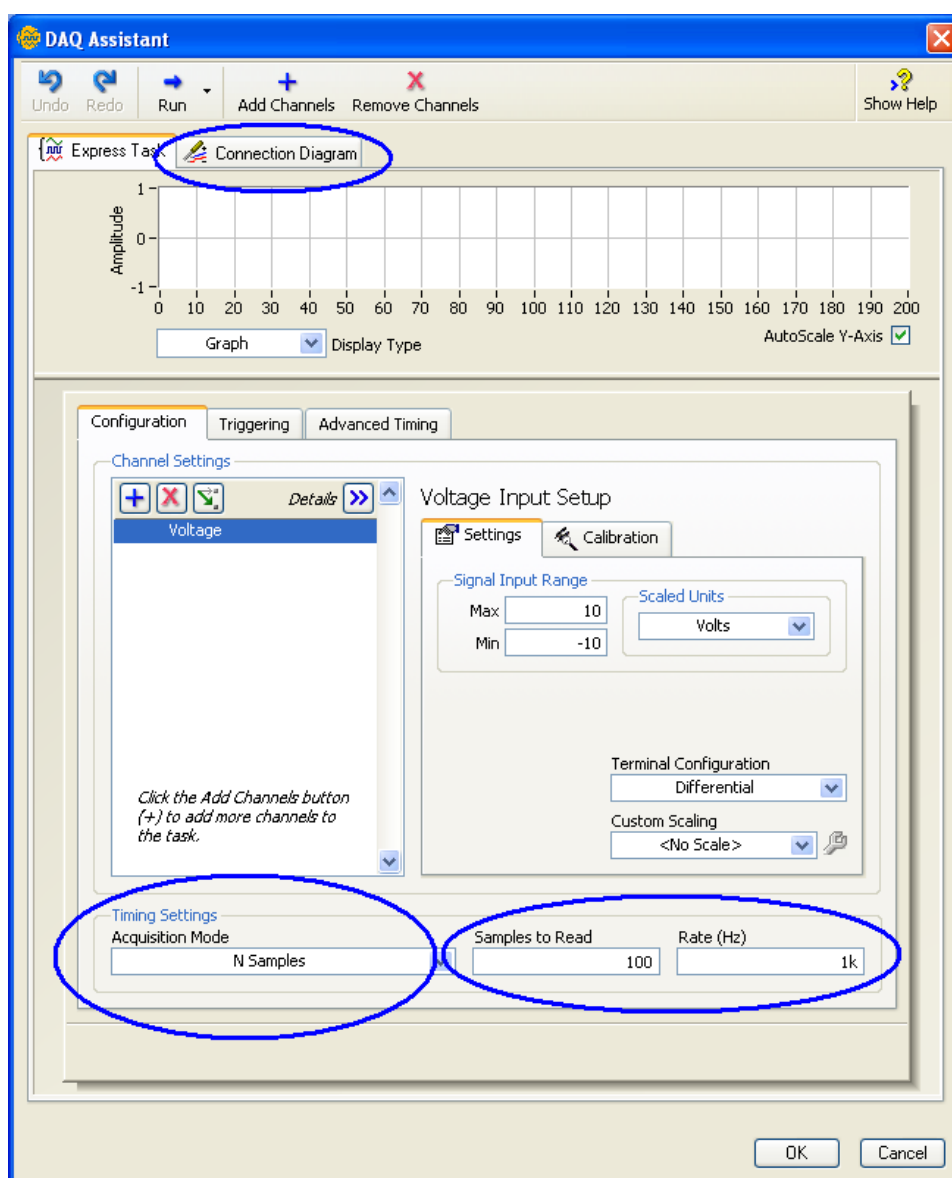 DAQ Assistant
Undo Redo Run Add Channels Remove Channels Show Help
Express Task Connection Diagram
Amplitude
1
0
-1
0 10 20 30 40 50 60 70 80 90 100 110 120 130 140 150 160 170 180 190 200
Graph Display Type AutoScale Y-Axis
Configuration Triggering Advanced Timing
Channel Settings
Details
Voltage
Click the Add Channels button
(+) to add more channels to
the task.
Voltage Input Setup
Settings Calibration
Signal Input Range
Max 10
Min -10
Scaled Units
Volts
Terminal Configuration
Differential
Custom Scaling
<No Scale>
Timing Settings
Acquisition Mode Samples to Read Rate (Hz)
N Samples 100 1k
OK Cancel